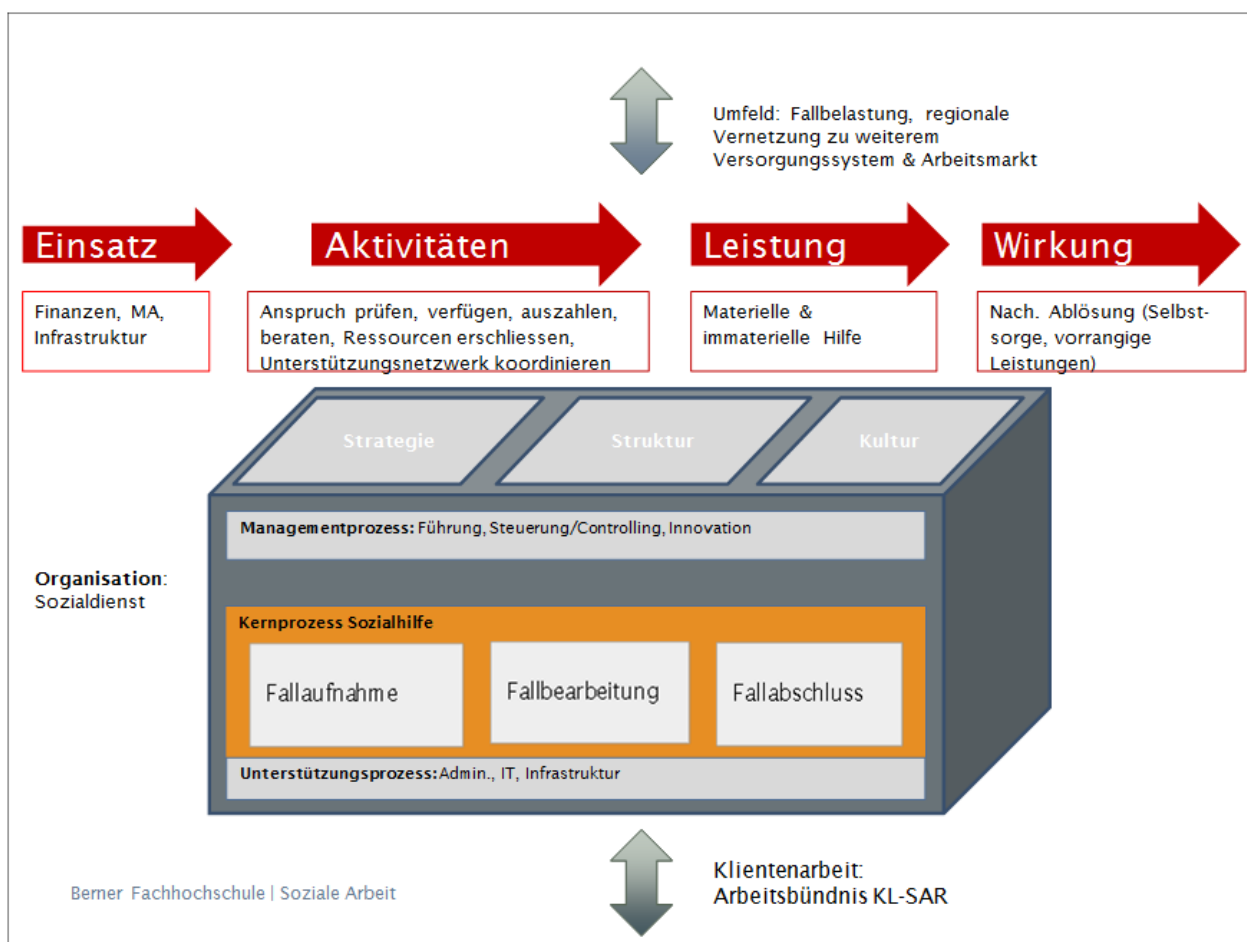 Umfeld: Fallbelastung, regionale
Vernetzung zu weiterem
Versorgungssystem & Arbeitsmarkt
Einsatz
Aktivitäten
Leistung
Wirkung
Finanzen, MA,
Infrastruktur
Anspruch prüfen, verfügen, auszahlen,
beraten, Ressourcen erschliessen,
Unterstützungsnetzwerk koordinieren
Materielle &
immaterielle Hilfe
Nach. Ablösung (Selbst-
sorge, vorrangige
Leistungen)
Strategie
Struktur
Kultur
Managementprozess: Führung, Steuerung/Controlling, Innovation
Organisation:
Sozialdienst
Kernprozess Sozialhilfe
Fallaufnahme
Fallbearbeitung
Fallabschluss
Unterstützungsprozess: Admin., IT, Infrastruktur
Klientenarbeit:
Arbeitsbündnis KL-SAR
Berner Fachhochschule | Soziale Arbeit